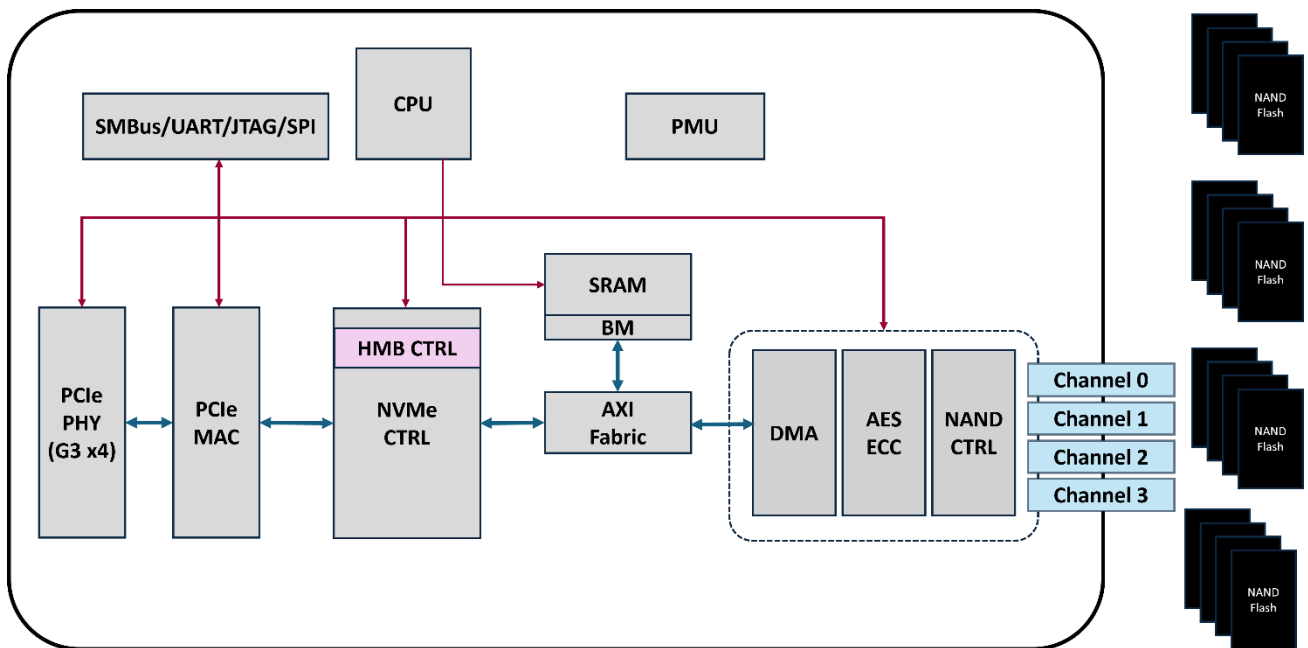 SMBus/UART/JTAG/SPI
CPU
PMU
NAND
Flash
NAND
Flash
SRAM
BM
HMB CTRL
PCIe
PHY
(G3 x4)
PCIe
MAC
NVMe
CTRL
AXI
Fabric
DMA
AES
ECC
NAND
CTRL
Channel 0
Channel 1
Channel 2
Channel 3
NAND
Flash
NAND
Flash